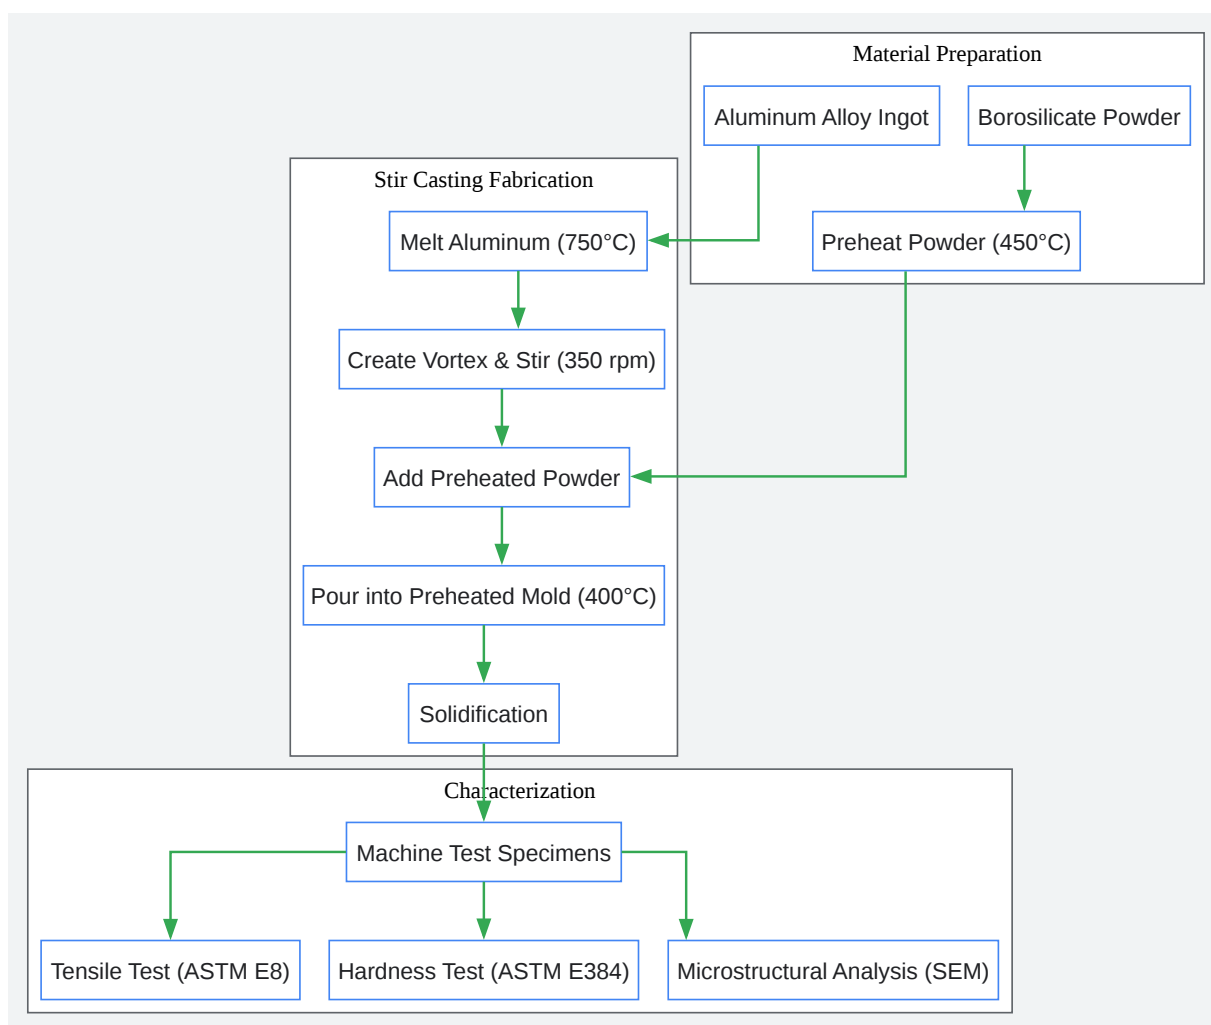 Material Preparation
Aluminum Alloy Ingot
Borosilicate Powder
Preheat Powder (450°C)
Stir Casting Fabrication
Melt Aluminum (750°C)
Create Vortex & Stir (350 rpm)
Add Preheated Powder
Pour into Preheated Mold (400°C)
Solidification
Characterization
Machine Test Specimens
Tensile Test (ASTM E8)
Hardness Test (ASTM E384)
Microstructural Analysis (SEM)